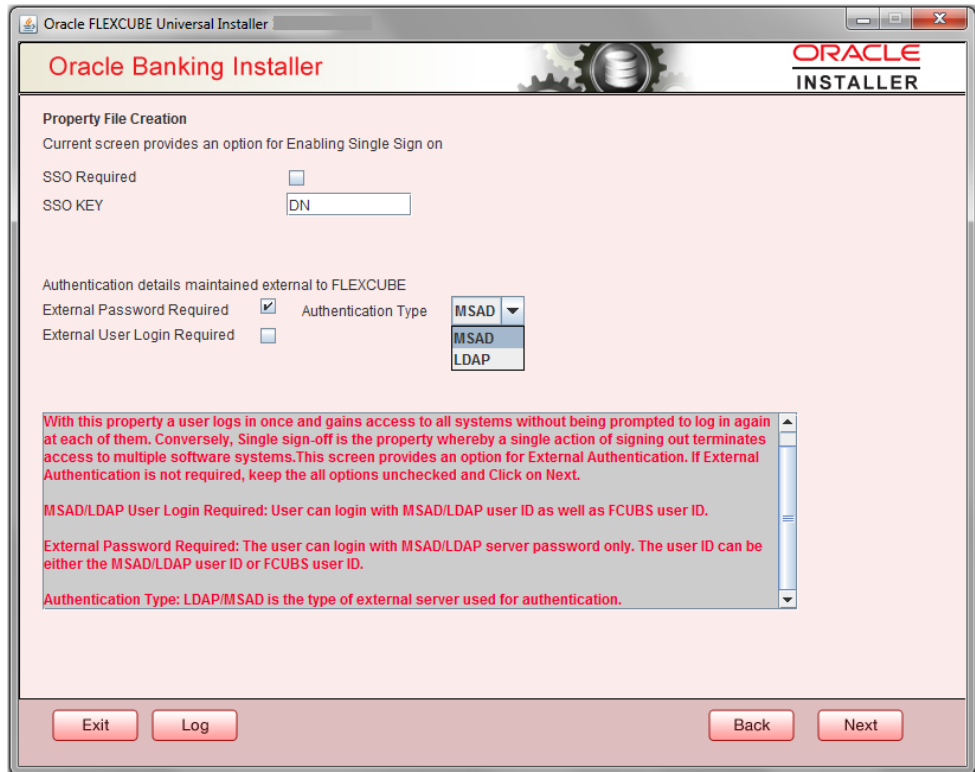 Oracle FLEXCUBE Universal Installer
Oracle Banking Installer
ORACLE
INSTALLER
Property File Creation
Current screen provides an option for Enabling Single Sign on
SSO Required
SSO KEY DN
Authentication details maintained external to FLEXCUBE
External Password Required Authentication Type MSAD
External User Login Required MSAD
LDAP
With this property a user logs in once and gains access to all systems without being prompted to log in again
at each of them. Conversely, Single sign-off is the property whereby a single action of signing out terminates
access to multiple software systems.This screen provides an option for External Authentication. If External
Authentication is not required, keep the all options unchecked and Click on Next.
MSAD/LDAP User Login Required: User can login with MSAD/LDAP user ID as well as FCUBS user ID.
External Password Required: The user can login with MSAD/LDAP server password only. The user ID can be
either the MSAD/LDAP user ID or FCUBS user ID.
Authentication Type: LDAP/MSAD is the type of external server used for authentication.
Exit Log Back Next